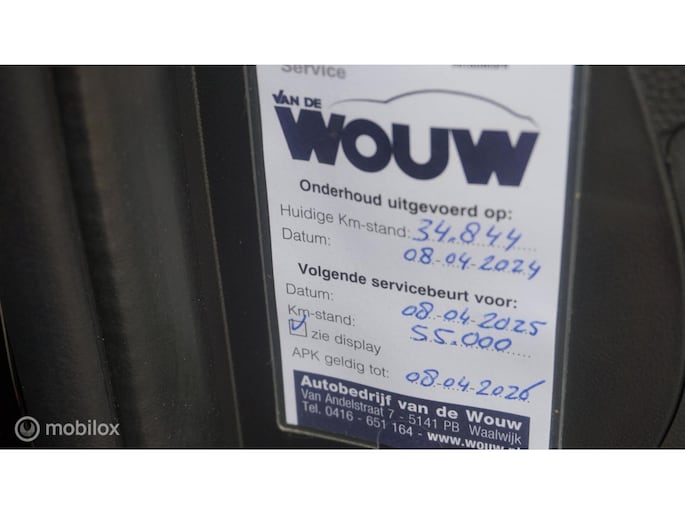 Service
VAN DE
WOUW
Onderhoud uitgevoerd op:
Huidige Km-stand: 34.844
Datum: 08-04-2024
Volgende servicebeurt voor:
Datum: 08-04-2025
Km-stand: 55.000
zie display
APK geldig tot: 08-04-2026
Autobedrijf van de Wouw
Van Andelstraat 7 - 5141 PB Waalwijk
Tel. 0416 - 651 164 - www.wouw.nl
mobilox